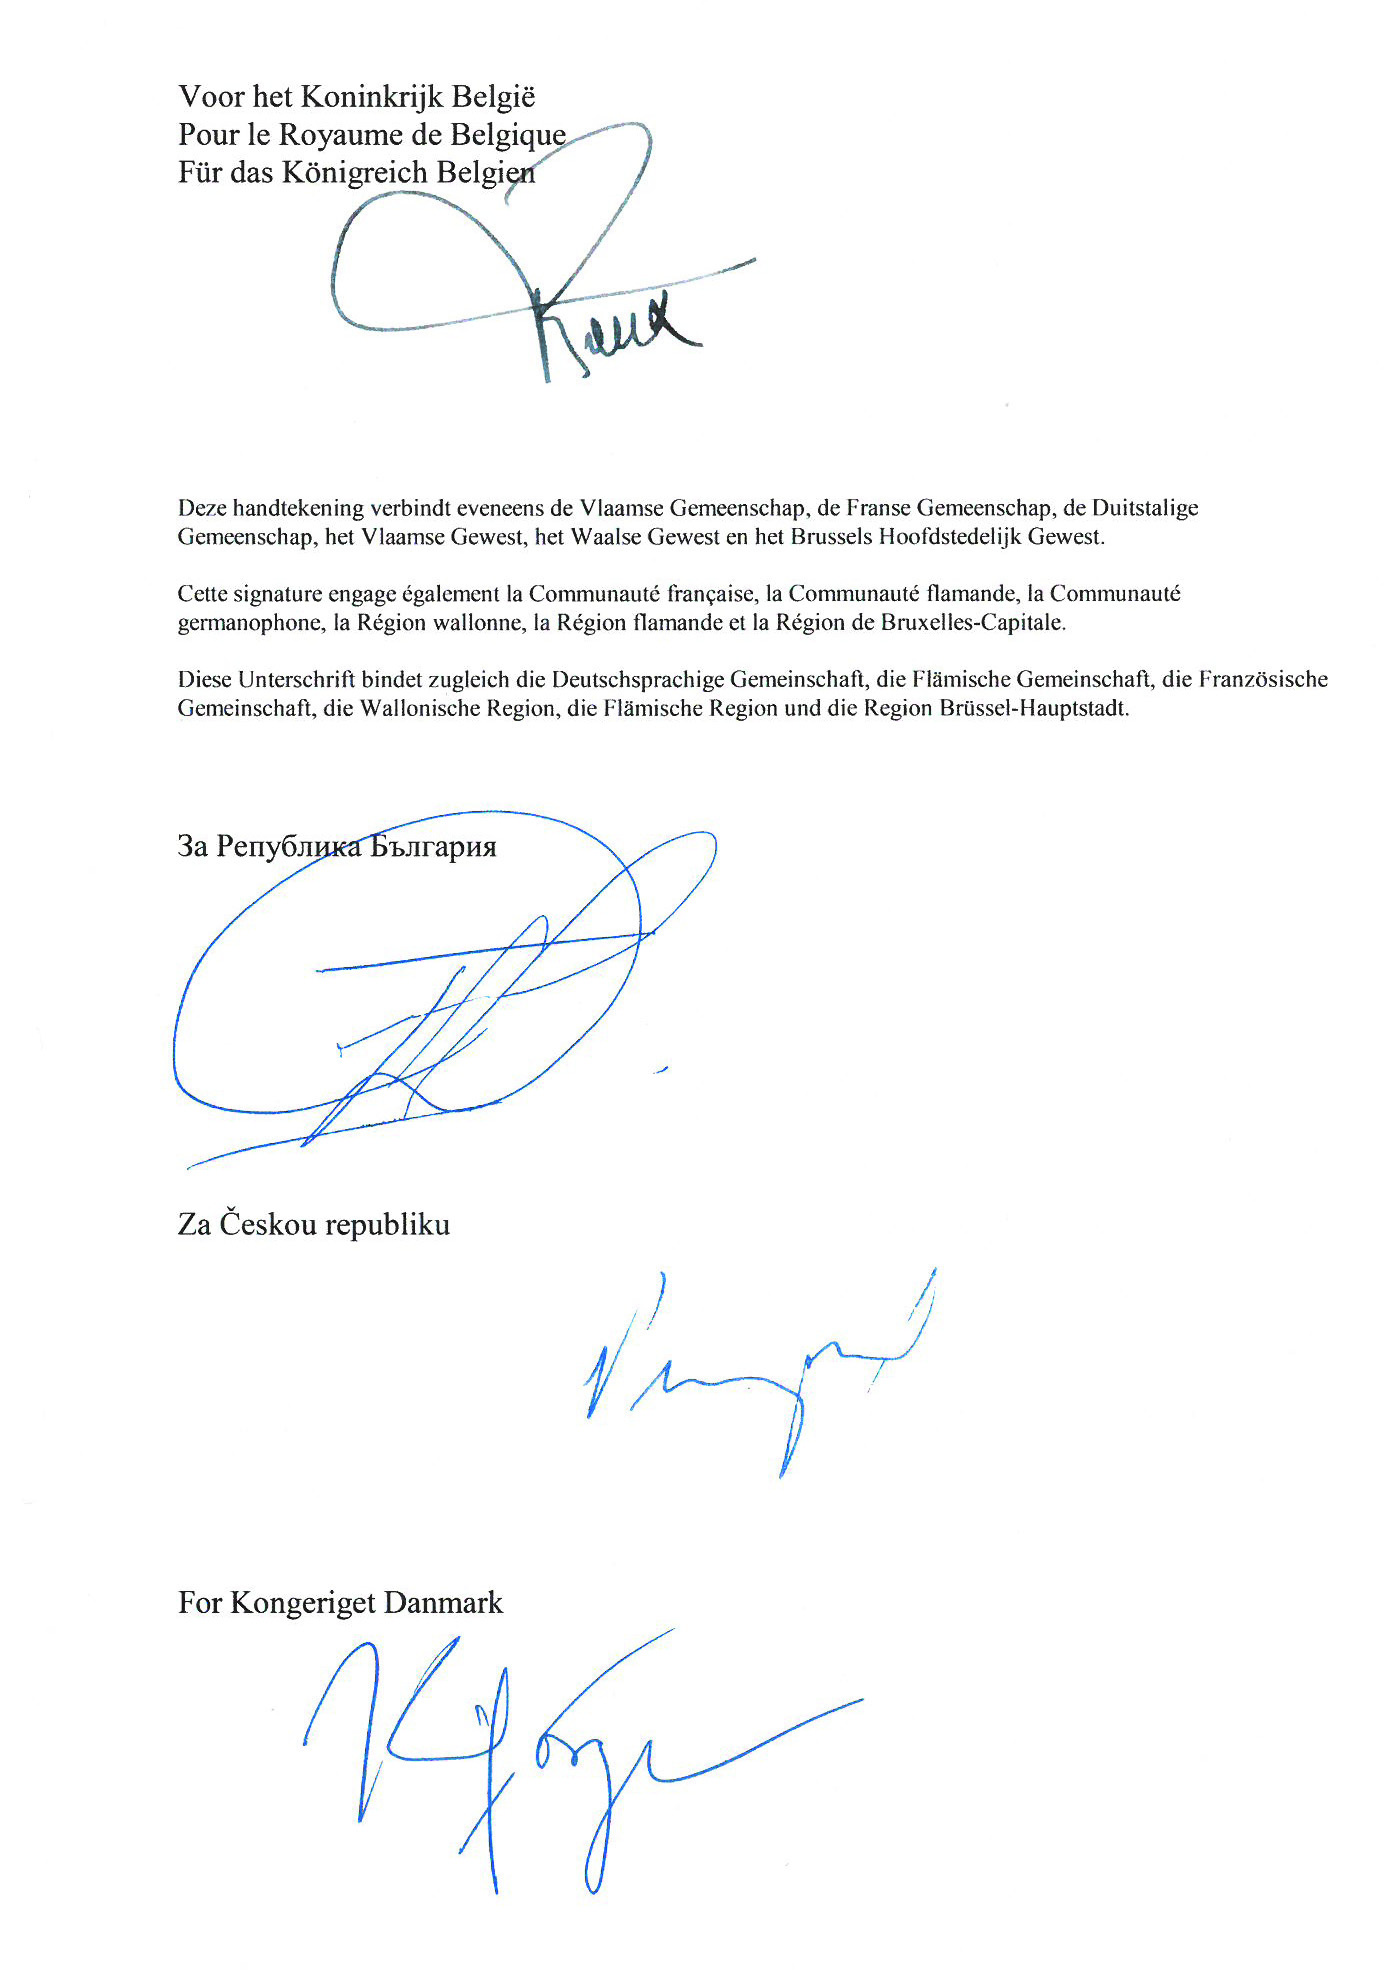 Voor het Koninkrijk België
Pour le Royaume de Belgique
Für das Königreich Belgien
Deze handtekening verbindt eveneens de Vlaamse Gemeenschap, de Franse Gemeenschap, de Duitstalige
Gemeenschap, het Vlaamse Gewest, het Waalse Gewest en het Brussels Hoofdstedelijk Gewest.
Cette signature engage également la Communauté française, la Communauté flamande, la Communauté
germanophone, la Région wallonne, la Région flamande et la Région de Bruxelles-Capitale.
Diese Unterschrift bindet zugleich die Deutschsprachige Gemeinschaft, die Flämische Gemeinschaft, die Französische
Gemeinschaft, die Wallonische Region, die Flämische Region und die Region Brüssel-Hauptstadt.
За Република България
Za Českou republiku
For Kongeriget Danmark